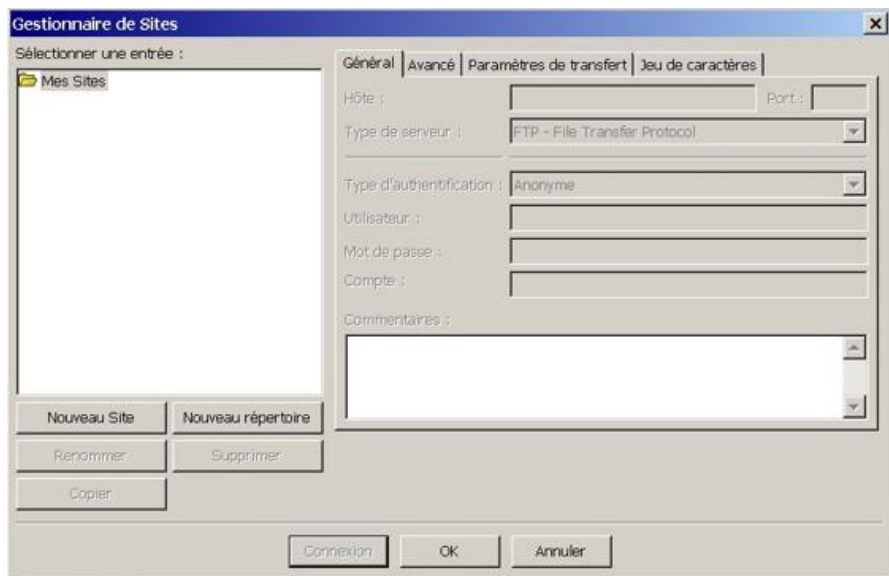 Gestionnaire de Sites
Sélectionner une entrée :
Mes Sites
Nouveau Site
Nouveau répertoire
Renommer
Supprimer
Copier
Général
Avancé
Paramètres de transfert
Jeu de caractères
Hôte :
Port :
Type de serveur :
FTP - File Transfer Protocol
Type d'authentification :
Anonyme
Utilisateur :
Mot de passe :
Compte :
Commentaires :
Connexion
OK
Annuler